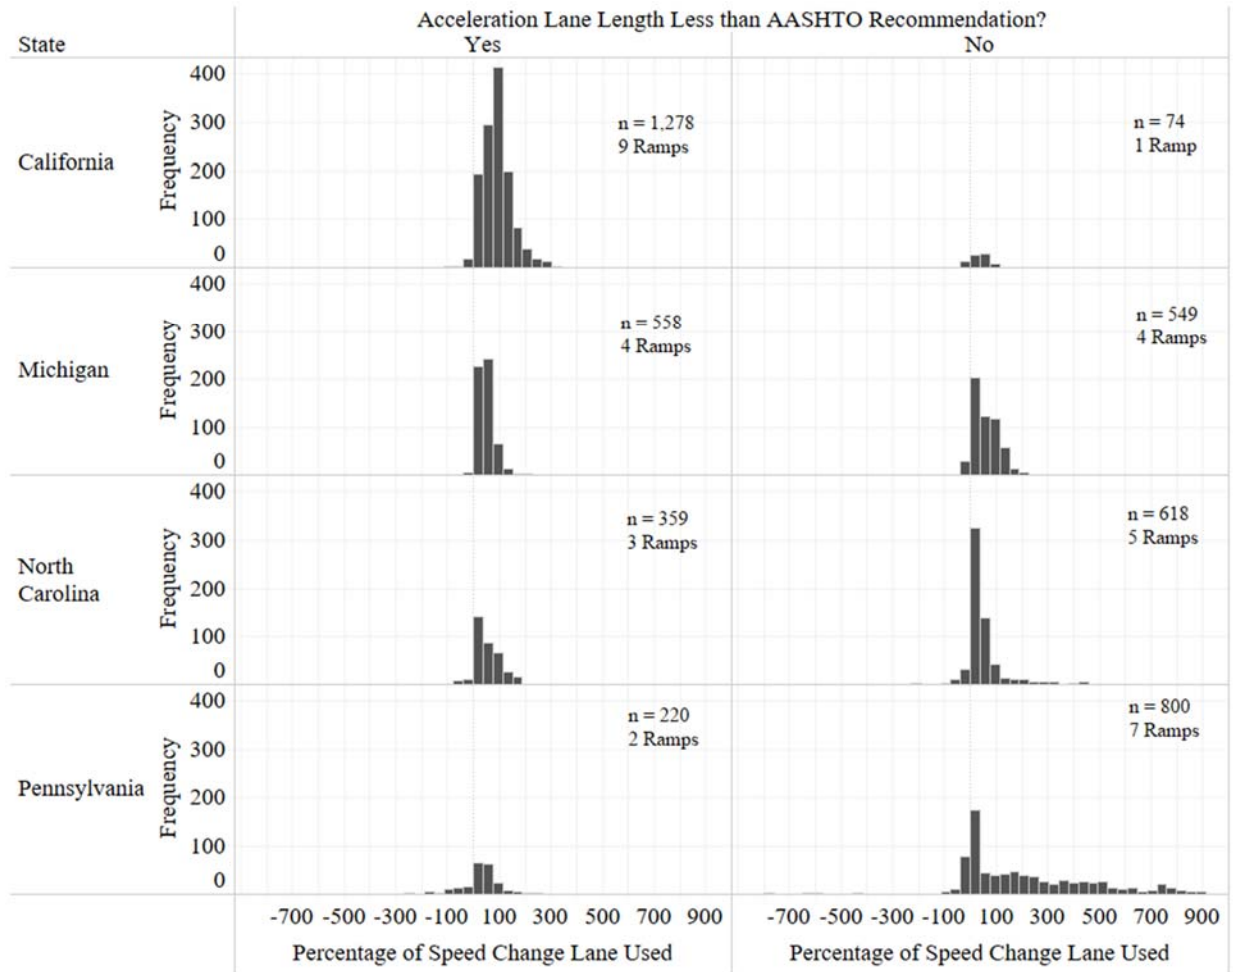 Acceleration Lane Length Less than AASHTO Recommendation?
State
Yes
No
California
Frequency
400
300
200
100
0
n = 1,278
9 Ramps
n = 74
1 Ramp
Michigan
Frequency
400
300
200
100
0
n = 558
4 Ramps
n = 549
4 Ramps
North
Carolina
Frequency
400
300
200
100
0
n = 359
3 Ramps
n = 618
5 Ramps
Pennsylvania
Frequency
400
300
200
100
0
n = 220
2 Ramps
n = 800
7 Ramps
-700 -500 -300 -100 100 300 500 700 900
-700 -500 -300 -100 100 300 500 700 900
Percentage of Speed Change Lane Used
Percentage of Speed Change Lane Used